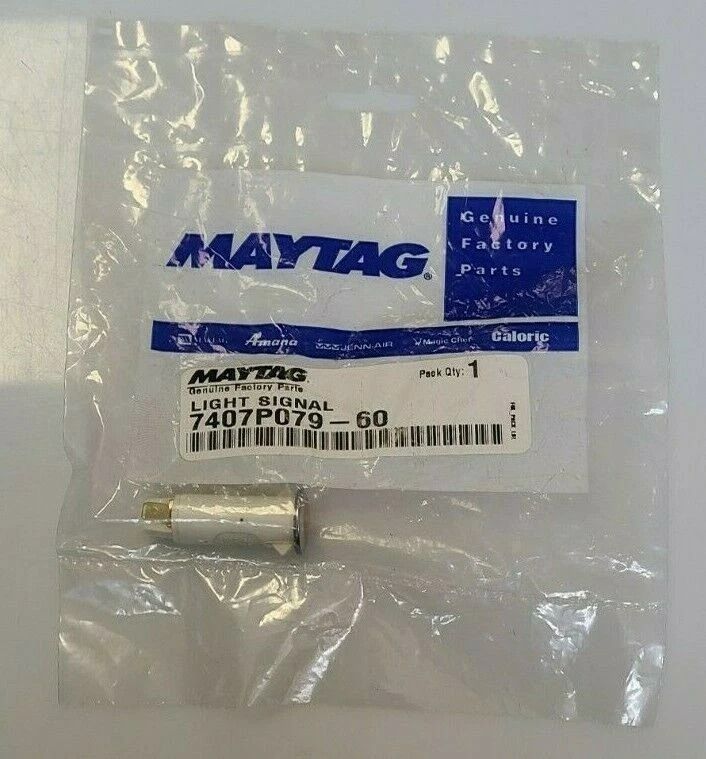 Genuine
Factory
Parts
MAYTAG®
MAYTAG Amana JENN-AIR Magic Chef Caloric
MAYTAG®
Genuine Factory Parts
Pack Qty: 1
LIGHT SIGNAL
7407P079-60